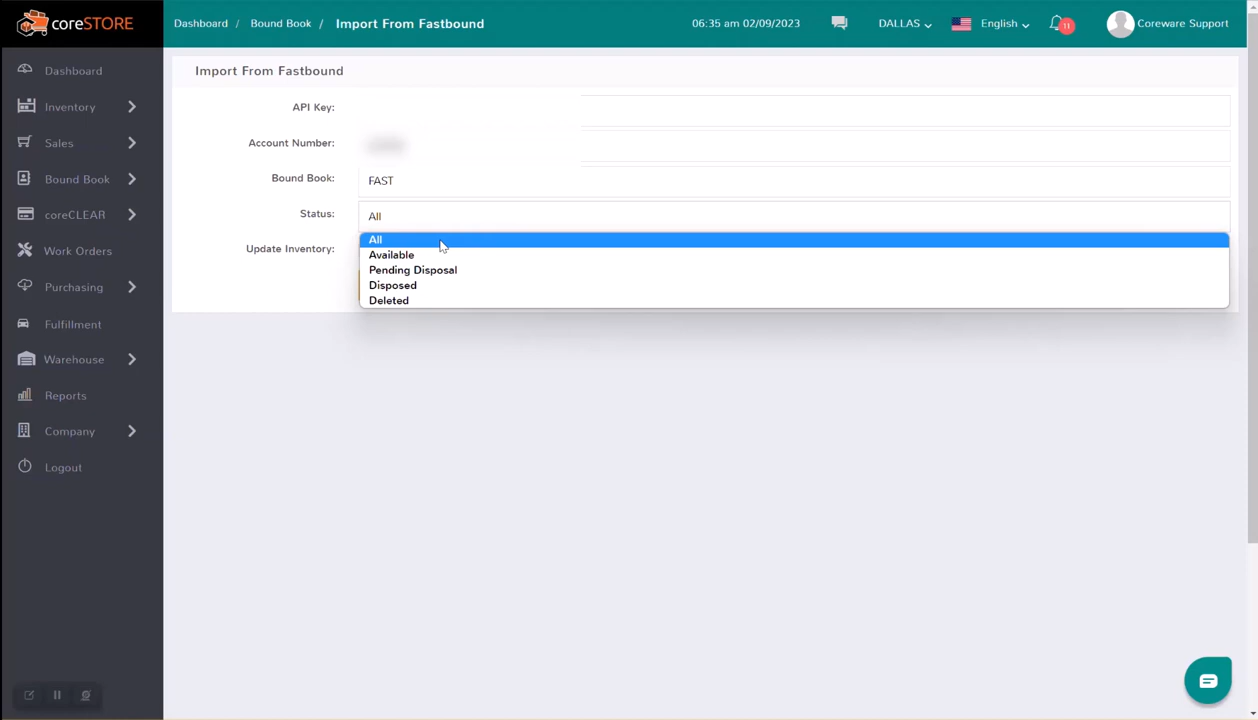 coreSTORE
Dashboard / Bound Book / Import From Fastbound
06:35 am 02/09/2023
DALLAS
English
11
Coreware Support
Dashboard
Inventory
Sales
Bound Book
coreCLEAR
Work Orders
Purchasing
Fulfillment
Warehouse
Reports
Company
Logout
Import From Fastbound
API Key:
Account Number:
Bound Book: FAST
Status: All
Update Inventory:
All
Available
Pending Disposal
Disposed
Deleted